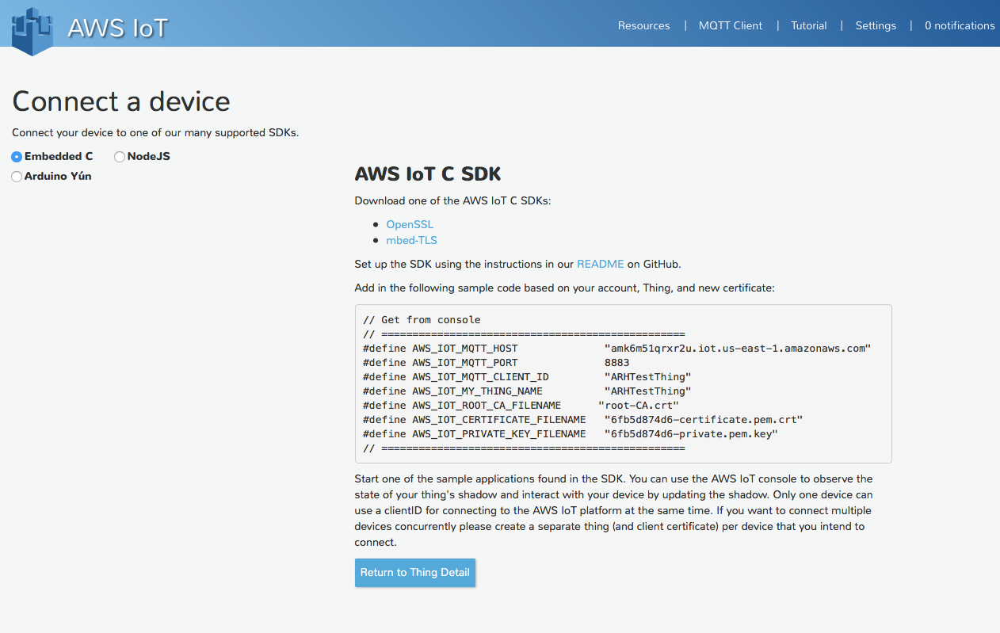 AWS IoT
Resources | MQTT Client | Tutorial | Settings | 0 notifications
Connect a device
Connect your device to one of our many supported SDKs.
Embedded C NodeJS
Arduino Yún
AWS IoT C SDK
Download one of the AWS IoT C SDKs:
• OpenSSL
• mbed-TLS
Set up the SDK using the instructions in our README on GitHub.
Add in the following sample code based on your account, Thing, and new certificate:
// Get from console
// =================================================
#define AWS_IOT_MQTT_HOST              "amk6m51qrxr2u.iot.us-east-1.amazonaws.com"
#define AWS_IOT_MQTT_PORT              8883
#define AWS_IOT_MQTT_CLIENT_ID         "ARHTestThing"
#define AWS_IOT_MY_THING_NAME          "ARHTestThing"
#define AWS_IOT_ROOT_CA_FILENAME      "root-CA.crt"
#define AWS_IOT_CERTIFICATE_FILENAME   "6fb5d874d6-certificate.pem.crt"
#define AWS_IOT_PRIVATE_KEY_FILENAME   "6fb5d874d6-private.pem.key"
// =================================================
Start one of the sample applications found in the SDK. You can use the AWS IoT console to observe the
state of your thing's shadow and interact with your device by updating the shadow. Only one device can
use a clientID for connecting to the AWS IoT platform at the same time. If you want to connect multiple
devices concurrently please create a separate thing (and client certificate) per device that you intend to
connect.
Return to Thing Detail